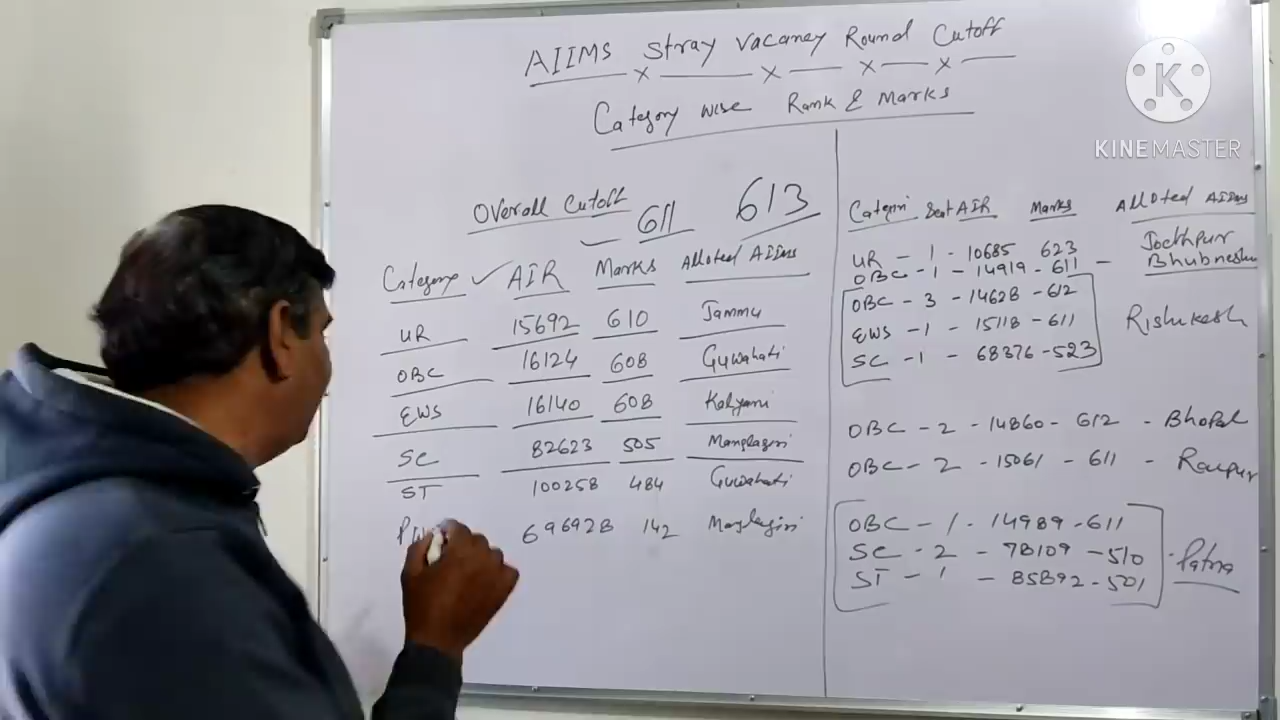 AIIMS Stray Vacancy Round Cutoff
Category wise Rank & Marks
K
KINEMASTER
Overall Cutoff 611 613
Category AIR Marks Alloted AIIMS
UR 15692 610 Jammu
OBC 16124 608 Guwahati
EWS 16140 608 Kalyani
SC 82623 505 Manglagiri
ST 100258 484 Guwahati
696928 142 Manglagiri
Seat AIR Marks Alloted AIIMS
UR - 1 - 10685 623 Jodhpur
OBC - 1 - 14919 - 611 - Bhubnesh
OBC - 3 - 14628 - 612
EWS - 1 - 15118 - 611 Rishikesh
SC - 1 - 68376 - 523
OBC - 2 - 14860 - 612 - Bhopal
OBC - 2 - 15061 - 611 - Raipur
OBC - 1 - 14989 - 611
SC - 2 - 78109 - 510 Patna
ST - 1 - 85892 - 501